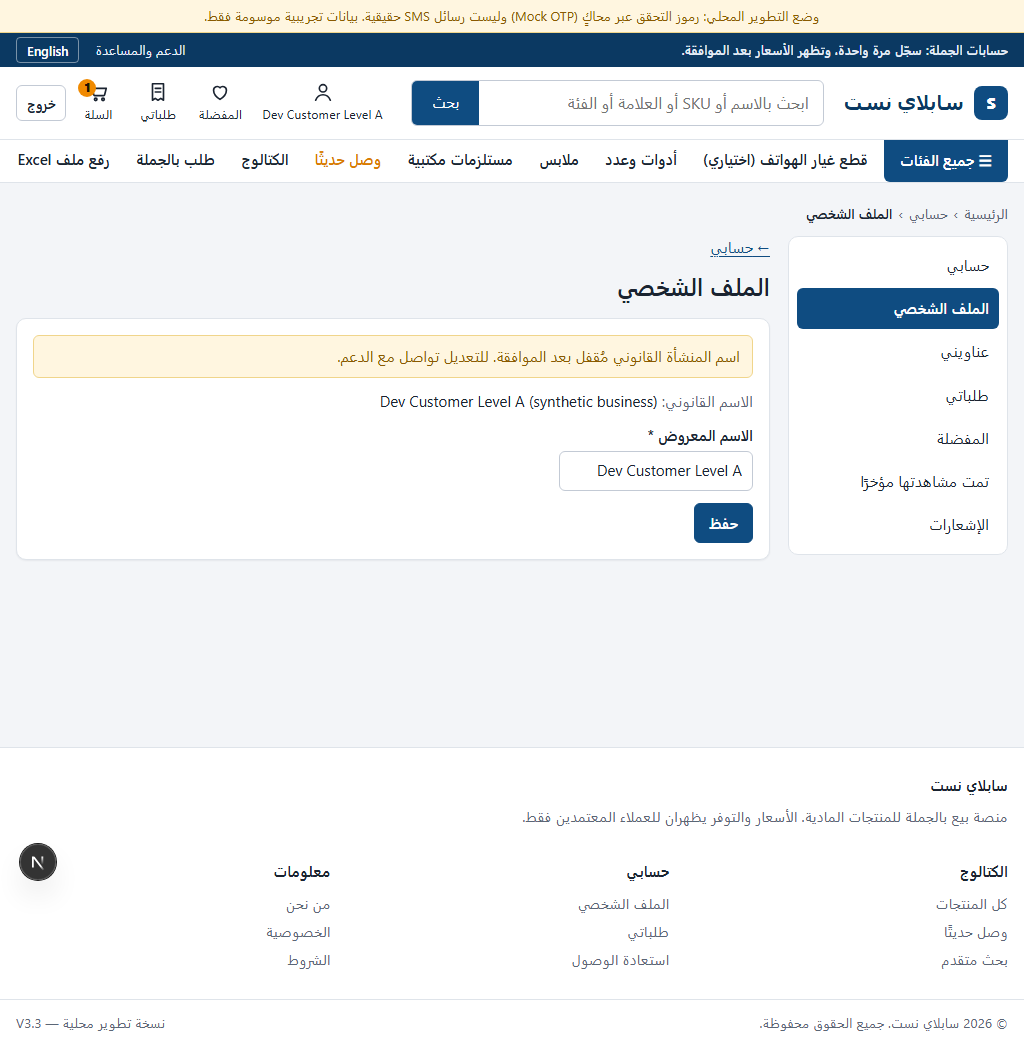 وضع التطوير المحلي: رموز التحقق عبر محاكٍ (Mock OTP) وليست رسائل SMS حقيقية. بيانات تجريبية موسومة فقط.
حسابات الجملة: سجّل مرة واحدة، وتظهر الأسعار بعد الموافقة.
الدعم والمساعدة
English
S
سابلاي نست
ابحث بالاسم أو SKU أو العلامة أو الفئة
بحث
Dev Customer Level A
المفضلة
طلباتي
1
السلة
خروج
☰ جميع الفئات
قطع غيار الهواتف (اختياري)
أدوات وعدد
ملابس
مستلزمات مكتبية
وصل حديثًا
الكتالوج
طلب بالجملة
رفع ملف Excel
الرئيسية › حسابي › الملف الشخصي
حسابي
الملف الشخصي
عناويني
طلباتي
المفضلة
تمت مشاهدتها مؤخرًا
الإشعارات
← حسابي
الملف الشخصي
اسم المنشأة القانوني مُقفل بعد الموافقة. للتعديل تواصل مع الدعم.
الاسم القانوني: Dev Customer Level A (synthetic business)
الاسم المعروض *
Dev Customer Level A
حفظ
سابلاي نست
منصة بيع بالجملة للمنتجات المادية. الأسعار والتوفر يظهران للعملاء المعتمدين فقط.
الكتالوج
كل المنتجات
وصل حديثًا
بحث متقدم
حسابي
الملف الشخصي
طلباتي
استعادة الوصول
معلومات
من نحن
الخصوصية
الشروط
N
© 2026 سابلاي نست. جميع الحقوق محفوظة.
نسخة تطوير محلية — V3.3